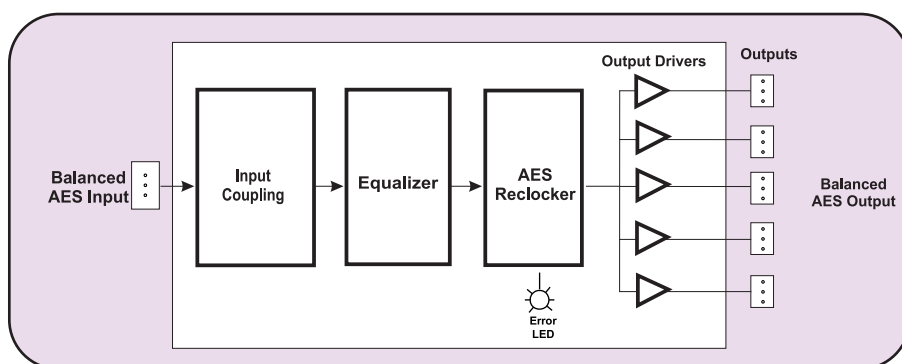 Output Drivers
Outputs
Balanced
AES Input
Input
Coupling
Equalizer
AES
Reclocker
Balanced
AES Output
Error
LED